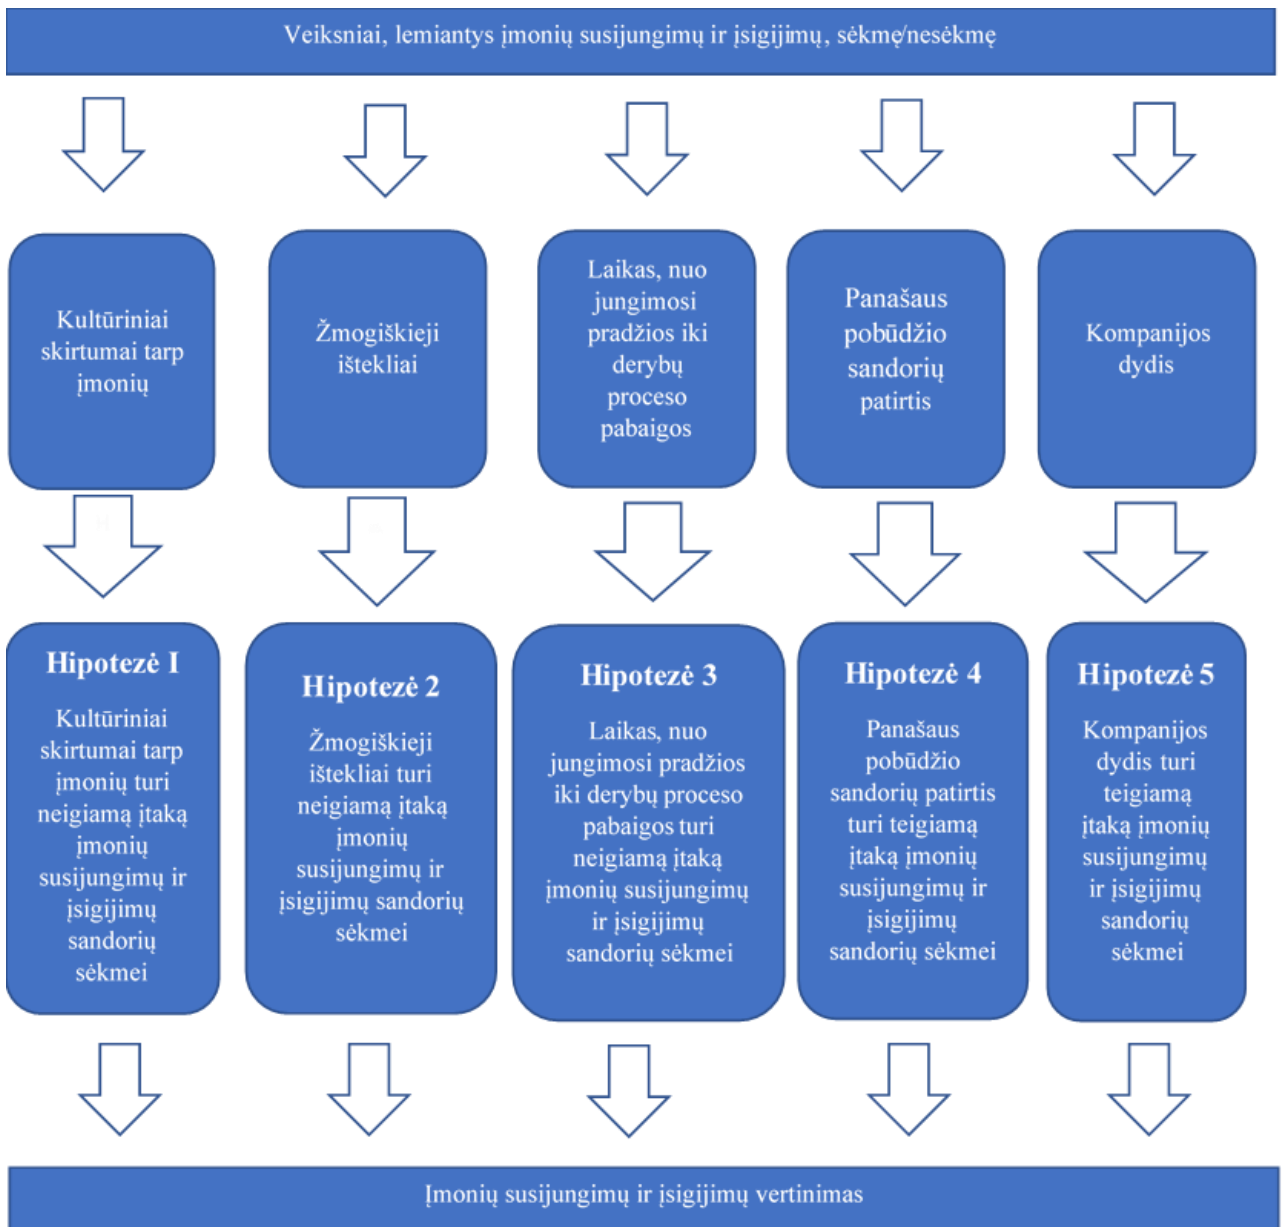 Veiksniai, lemiantys įmonių susijungimų ir įsigijimų, sėkmę/nesėkmę
Kultūriniai
skirtumai tarp
įmonių
Žmogiškieji
ištekliai
Laikas, nuo
jungimosi
pradžios iki
derybų
proceso
pabaigos
Panašaus
pobūdžio
sandorių
patirtis
Kompanijos
dydis
Hipotezė I
Kultūriniai
skirtumai tarp
įmonių turi
neigiamą įtaką
įmonių
susijungimų ir
įsigijimų
sandorių
sėkmei
Hipotezė 2
Žmogiškieji
ištekliai turi
neigiamą įtaką
įmonių
susijungimų ir
įsigijimų sandorių
sėkmei
Hipotezė 3
Laikas, nuo
jungimosi pradžios
iki derybų proceso
pabaigos turi
neigiamą įtaką
įmonių susijungimų
ir įsigijimų
sandorių sėkmei
Hipotezė 4
Panašaus
pobūdžio
sandorių patirtis
turi teigiamą
įtaką įmonių
susijungimų ir
įsigijimų
sandorių sėkmei
Hipotezė 5
Kompanijos
dydis turi
teigiamą
įtaką įmonių
susijungimų
ir įsigijimų
sandorių
sėkmei
Įmonių susijungimų ir įsigijimų vertinimas